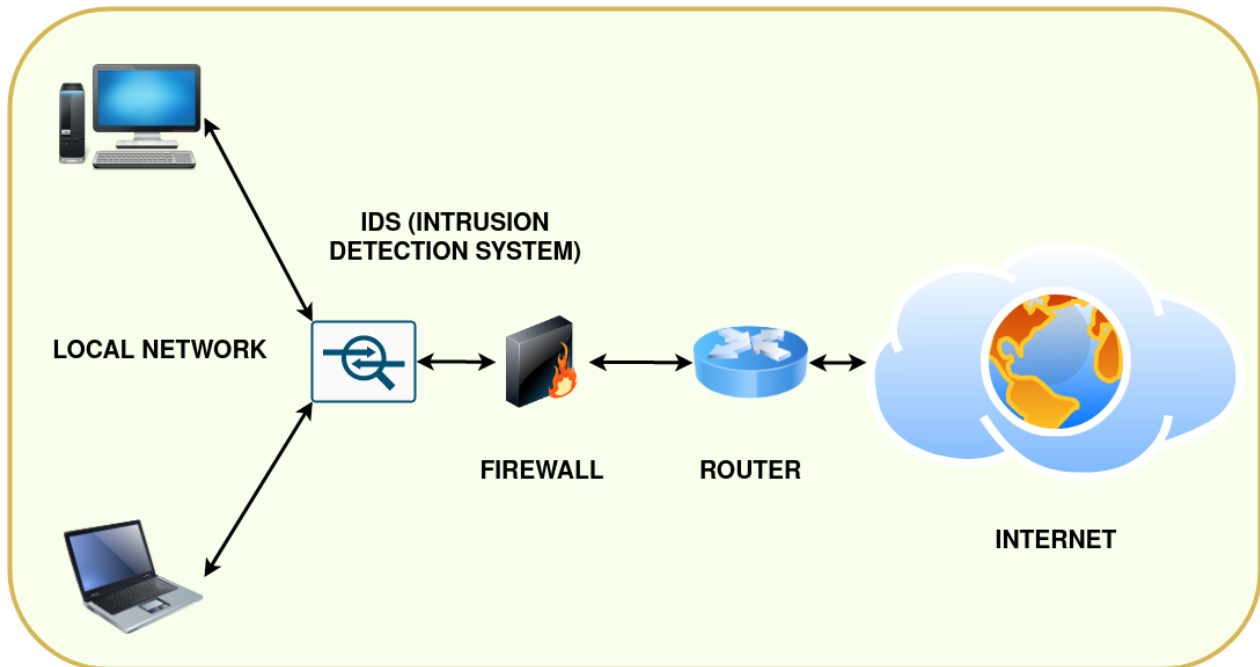 IDS (INTRUSION
DETECTION SYSTEM)
LOCAL NETWORK
FIREWALL
ROUTER
INTERNET